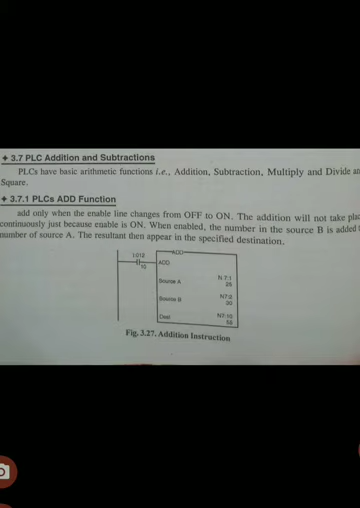 ✦ 3.7 PLC Addition and Subtractions
PLCs have basic arithmetic functions i.e., Addition, Subtraction, Multiply and Divide an
Square.
✦ 3.7.1 PLCs ADD Function
add only when the enable line changes from OFF to ON. The addition will not take plac
continuously just because enable is ON. When enabled, the number in the source B is added t
number of source A. The resultant then appear in the specified destination.
ADD
I:012
ADD
10
Source A N 7:1
25
Source B N7:2
30
Dest N7:10
55
Fig. 3.27. Addition Instruction